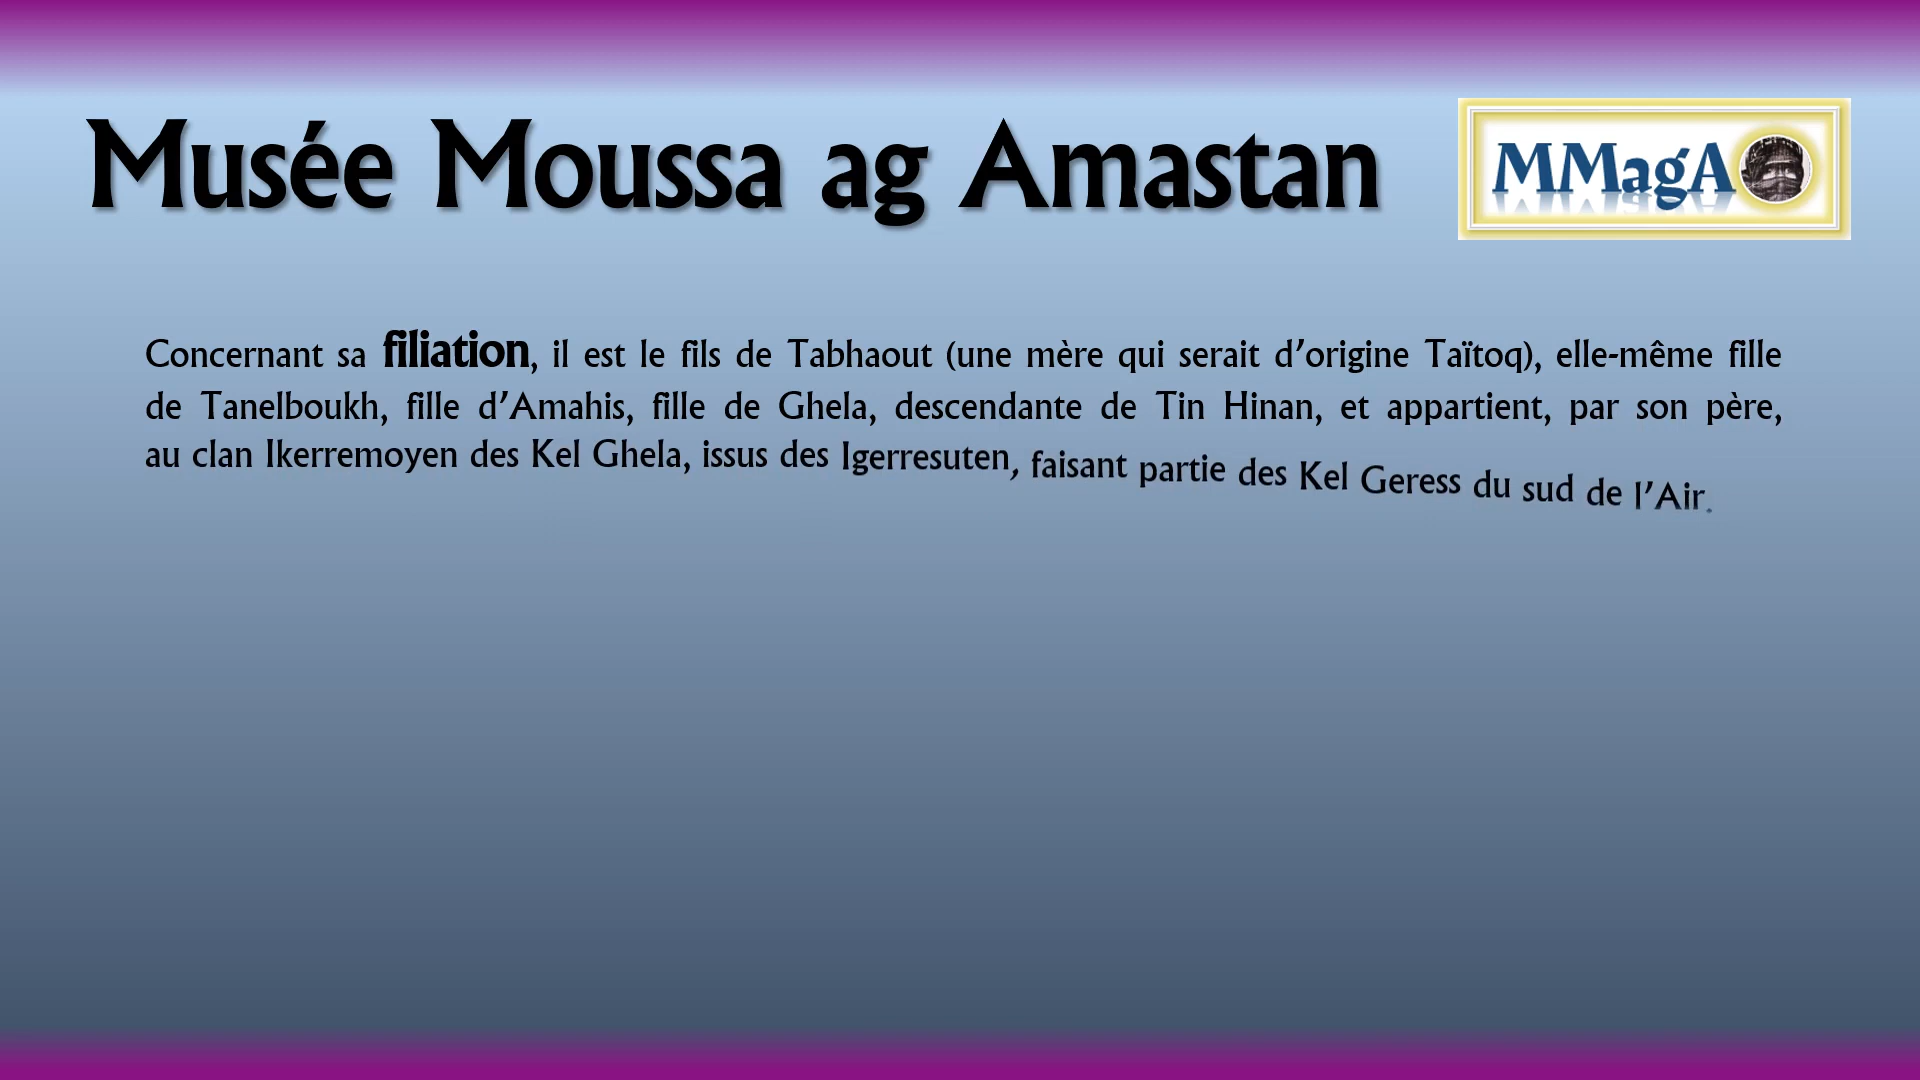 Musée Moussa ag Amastan
MMagA
Concernant sa filiation, il est le fils de Tabhaout (une mère qui serait d’origine Taïtoq), elle-même fille
de Tanelboukh, fille d’Amahis, fille de Ghela, descendante de Tin Hinan, et appartient, par son père,
au clan Ikerremoyen des Kel Ghela, issus des Igerresuten, faisant partie des Kel Geress du sud de l’Air.